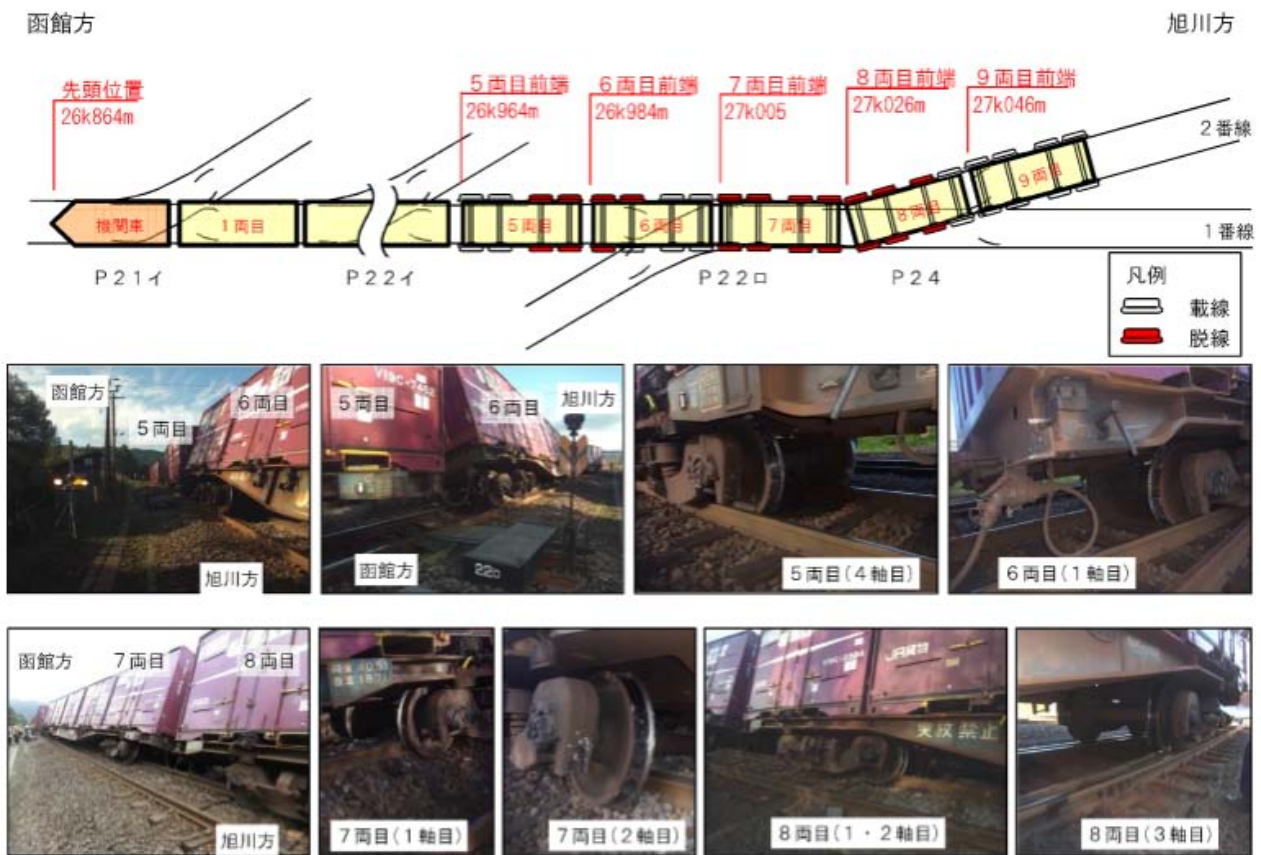 函館方
旭川方
先頭位置
26k864m
5両目前端
26k964m
6両目前端
26k984m
7両目前端
27k005
8両目前端
27k026m
9両目前端
27k046m
2番線
1番線
機関車
1両目
5両目
6両目
7両目
8両目
9両目
P21イ
P22イ
P22ロ
P24
凡例
載線
脱線
函館方
5両目
6両目
旭川方
5両目
6両目
旭川方
函館方
22ロ
5両目(4軸目)
6両目(1軸目)
函館方
7両目
8両目
旭川方
7両目(1軸目)
7両目(2軸目)
JR貨物
突放禁止
8両目(1・2軸目)
8両目(3軸目)